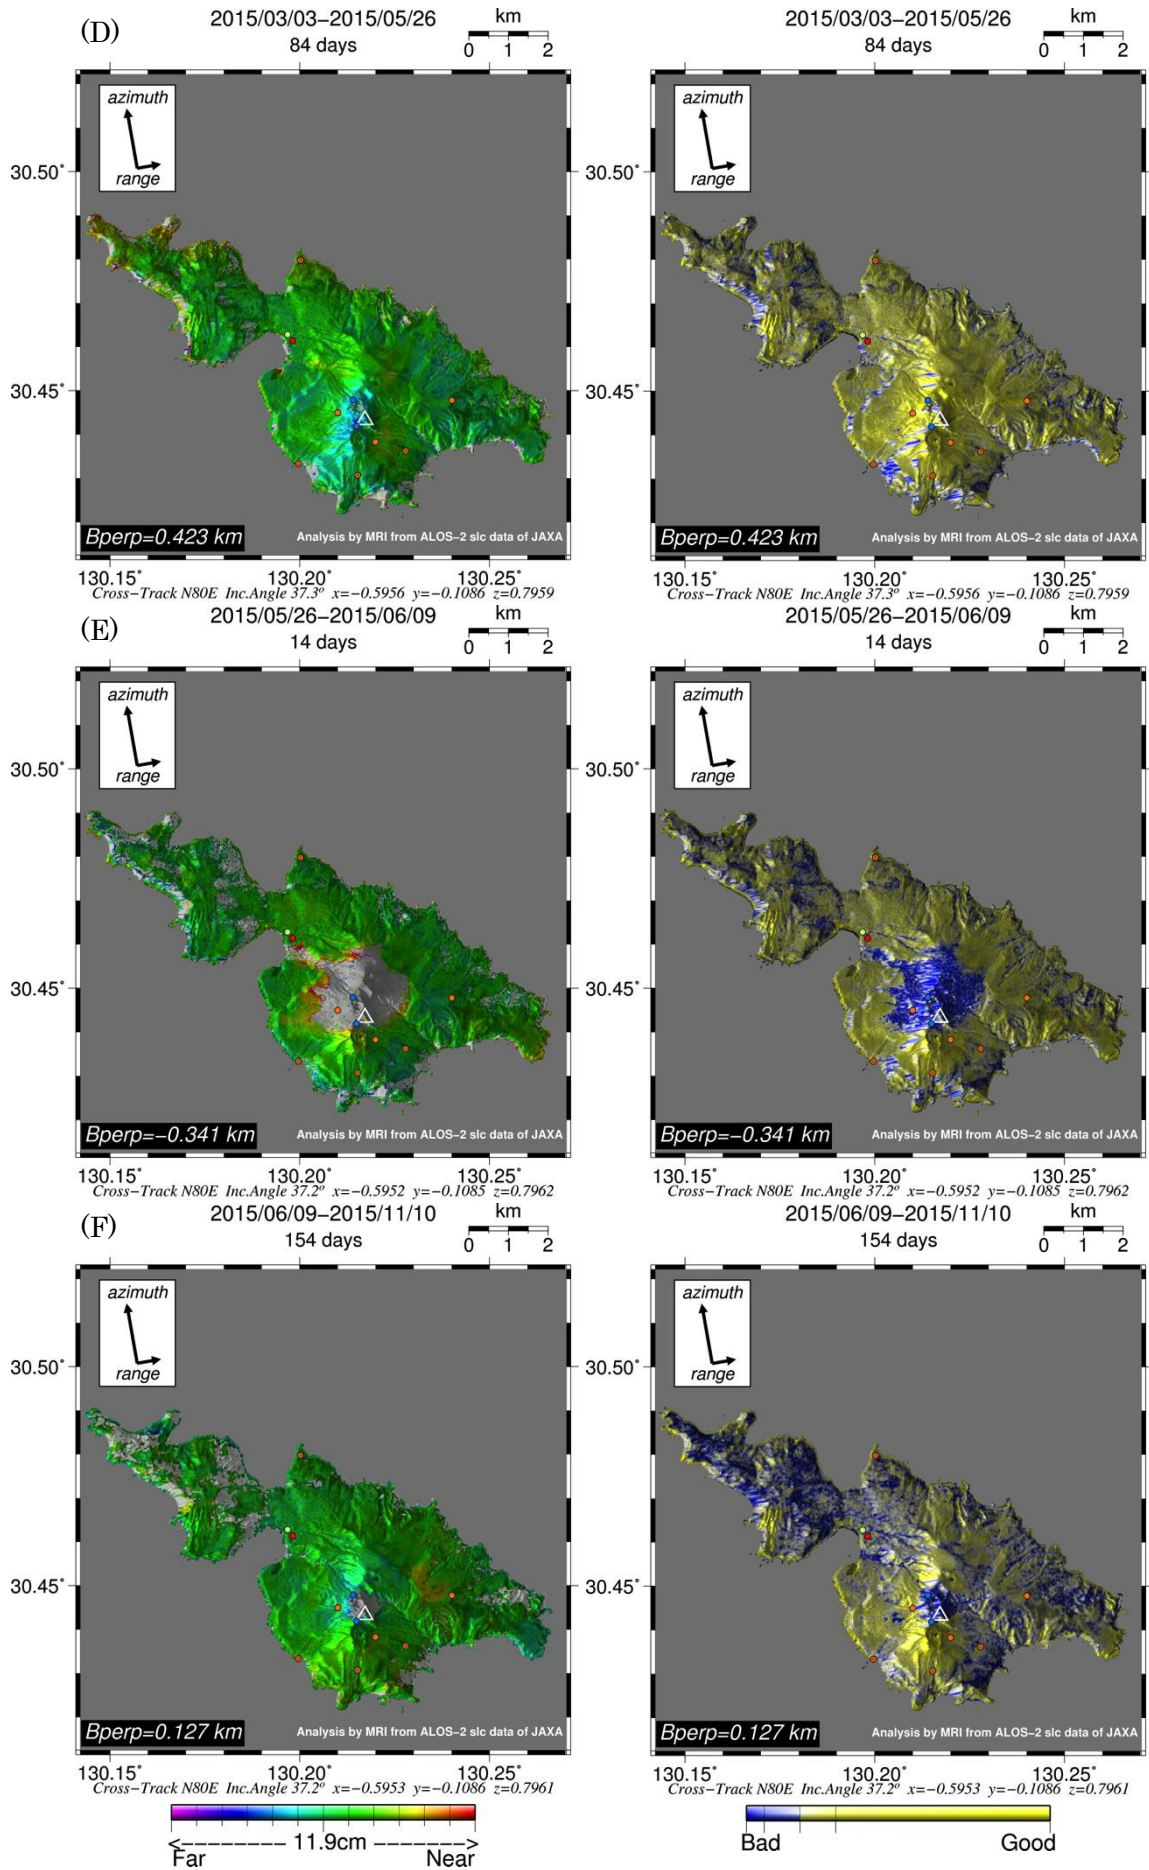 (D)
2015/03/03-2015/05/26
84 days
km
0 1 2
azimuth
range
30.50°
30.45°
Bperp=0.423 km
Analysis by MRI from ALOS-2 slc data of JAXA
130.15° 130.20° 130.25°
Cross-Track N80E Inc.Angle 37.3° x=-0.5956 y=-0.1086 z=0.7959
2015/03/03-2015/05/26
84 days
km
0 1 2
azimuth
range
30.50°
30.45°
Bperp=0.423 km
Analysis by MRI from ALOS-2 slc data of JAXA
130.15° 130.20° 130.25°
Cross-Track N80E Inc.Angle 37.3° x=-0.5956 y=-0.1086 z=0.7959
(E)
2015/05/26-2015/06/09
14 days
km
0 1 2
azimuth
range
30.50°
30.45°
Bperp=-0.341 km
Analysis by MRI from ALOS-2 slc data of JAXA
130.15° 130.20° 130.25°
Cross-Track N80E Inc.Angle 37.2° x=-0.5952 y=-0.1085 z=0.7962
2015/05/26-2015/06/09
14 days
km
0 1 2
azimuth
range
30.50°
30.45°
Bperp=-0.341 km
Analysis by MRI from ALOS-2 slc data of JAXA
130.15° 130.20° 130.25°
Cross-Track N80E Inc.Angle 37.2° x=-0.5952 y=-0.1085 z=0.7962
(F)
2015/06/09-2015/11/10
154 days
km
0 1 2
azimuth
range
30.50°
30.45°
Bperp=0.127 km
Analysis by MRI from ALOS-2 slc data of JAXA
130.15° 130.20° 130.25°
Cross-Track N80E Inc.Angle 37.2° x=-0.5953 y=-0.1086 z=0.7961
<------- 11.9cm ------->
Far Near
2015/06/09-2015/11/10
154 days
km
0 1 2
azimuth
range
30.50°
30.45°
Bperp=0.127 km
Analysis by MRI from ALOS-2 slc data of JAXA
130.15° 130.20° 130.25°
Cross-Track N80E Inc.Angle 37.2° x=-0.5953 y=-0.1086 z=0.7961
Bad Good